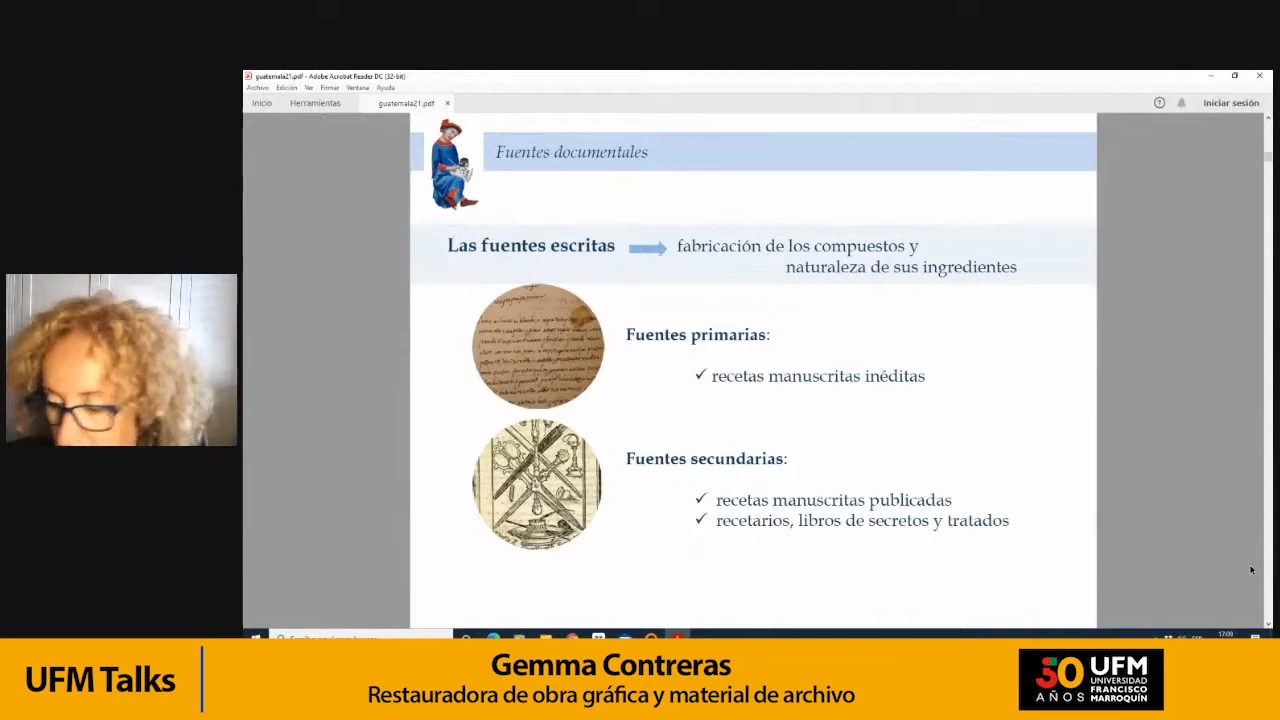 guatemala21.pdf - Adobe Acrobat Reader DC (32-bit)
Archivo Edición Ver Firmar Ventana Ayuda
Inicio Herramientas guatemala21.pdf × Iniciar sesión
Fuentes documentales
Las fuentes escritas fabricación de los compuestos y
naturaleza de sus ingredientes
Fuentes primarias:
✓ recetas manuscritas inéditas
Fuentes secundarias:
✓ recetas manuscritas publicadas
✓ recetarios, libros de secretos y tratados
17:09
UFM Talks
Gemma Contreras
Restauradora de obra gráfica y material de archivo
50 AÑOS
UFM
UNIVERSIDAD
FRANCISCO
MARROQUÍN